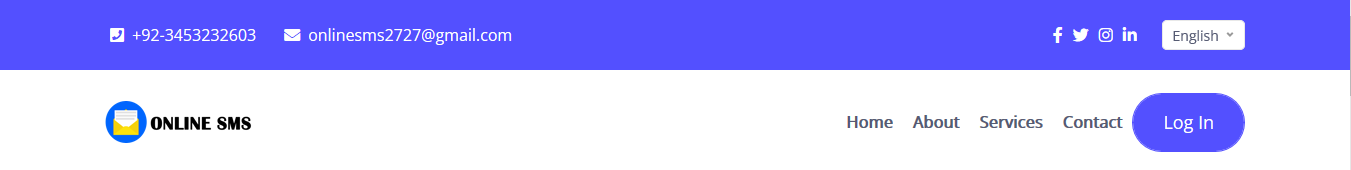 +92-3453232603 onlinesms2727@gmail.com English
ONLINE SMS Home About Services Contact Log In